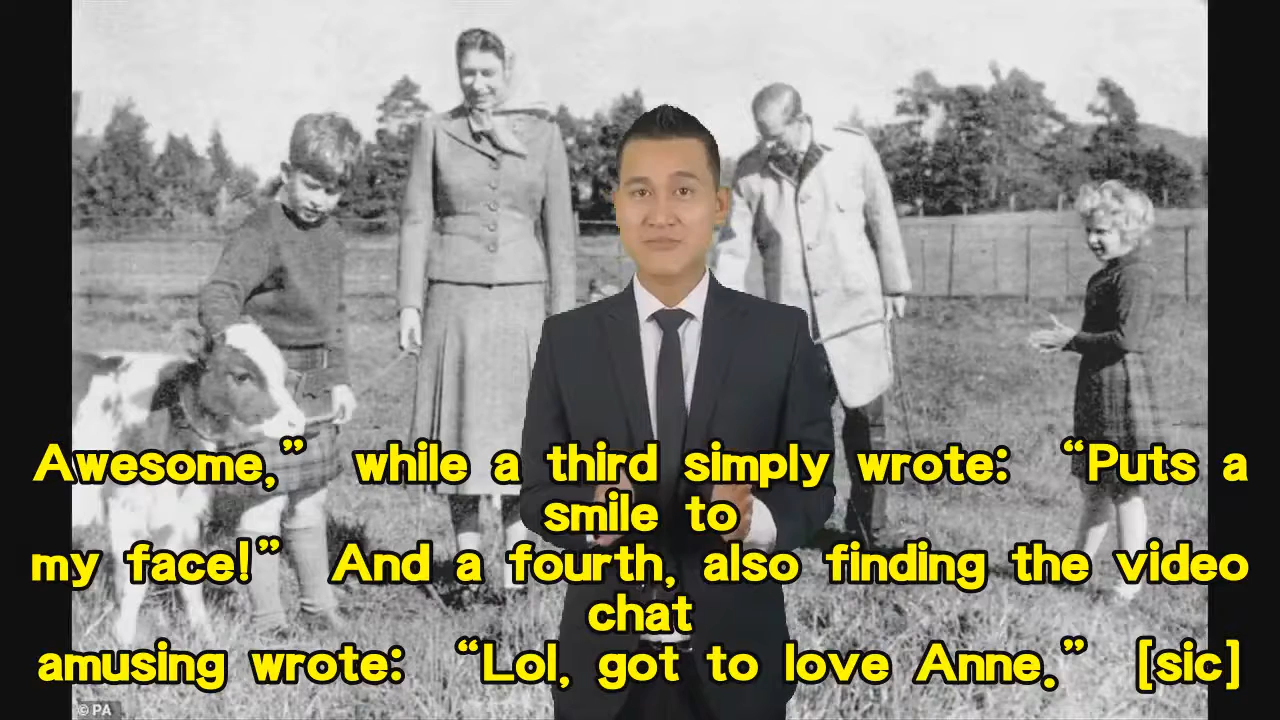 Awesome,” while a third simply wrote: “Puts a
smile to
my face!” And a fourth, also finding the video
chat
amusing wrote: “Lol, got to love Anne.” [sic]
© PA